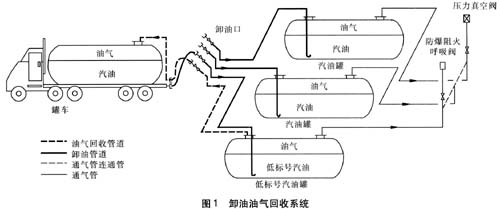 压力真空阀
卸油口
油气
防爆阻火
呼吸阀
油气
汽油
汽油
汽油罐
油气
汽油
罐车
汽油罐
油气
油气回收管道
卸油管道
低标号汽油
通气管连通管
低标号汽油罐
通气管
图1 卸油油气回收系统